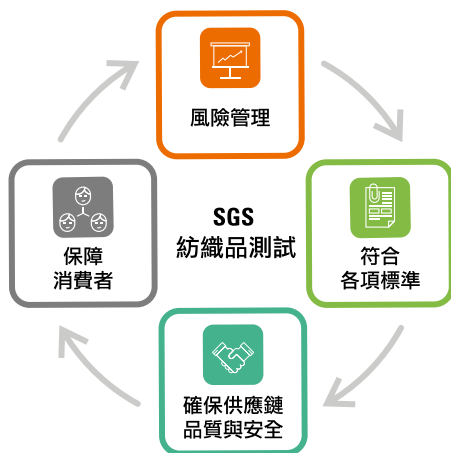 風險管理
SGS
紡織品測試
符合
各項標準
確保供應鏈
品質與安全
保障
消費者